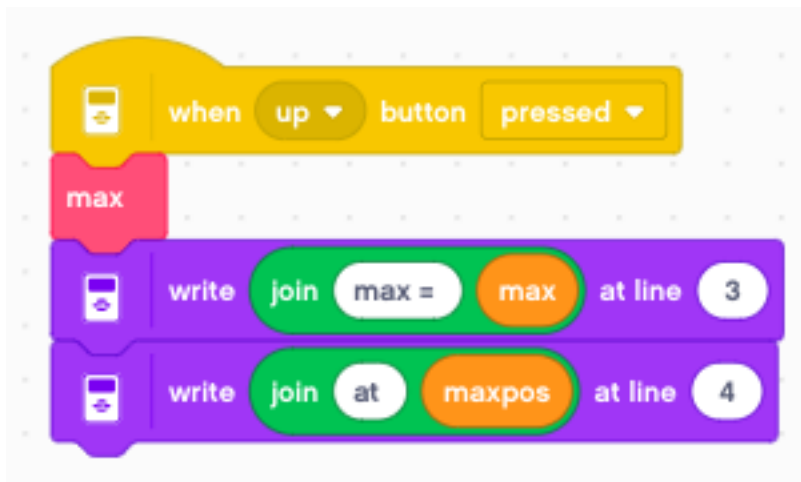 when up button pressed
max
write join max = max at line 3
write join at maxpos at line 4